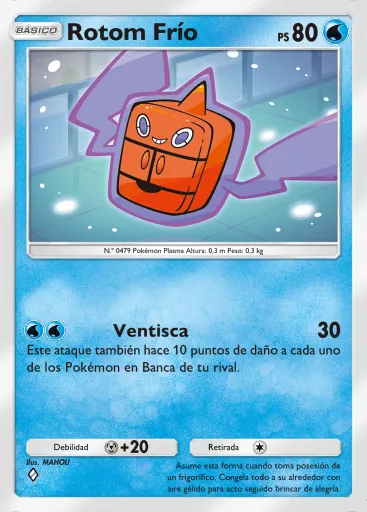 BÁSICO Rotom Frío PS 80
N.º 0479 Pokémon Plasma Altura: 0,3 m Peso: 0,3 kg
Ventisca 30
Este ataque también hace 10 puntos de daño a cada uno
de los Pokémon en Banca de tu rival.
Debilidad +20 Retirada
Ilus. MAHOU
Asume esta forma cuando toma posesión de
un frigorífico. Congela todo a su alrededor con
aire gélido para acto seguido brincar de alegría.